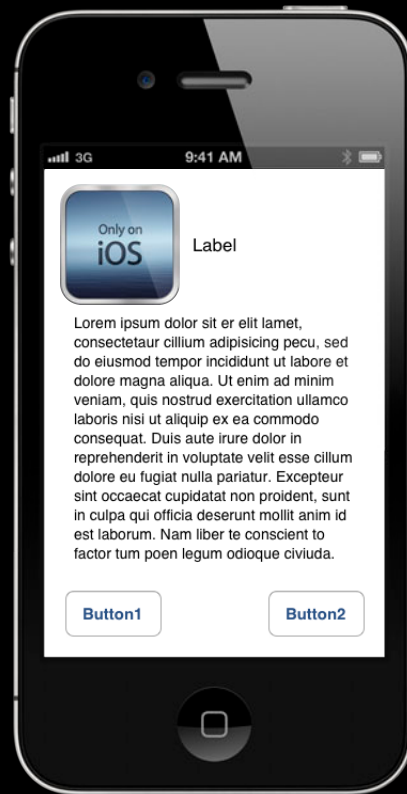 3G 9:41 AM
Only on
iOS
Label
Lorem ipsum dolor sit er elit lamet,
consectetaur cillium adipisicing pecu, sed
do eiusmod tempor incididunt ut labore et
dolore magna aliqua. Ut enim ad minim
veniam, quis nostrud exercitation ullamco
laboris nisi ut aliquip ex ea commodo
consequat. Duis aute irure dolor in
reprehenderit in voluptate velit esse cillum
dolore eu fugiat nulla pariatur. Excepteur
sint occaecat cupidatat non proident, sunt
in culpa qui officia deserunt mollit anim id
est laborum. Nam liber te conscient to
factor tum poen legum odioque civiuda.
Button1 Button2